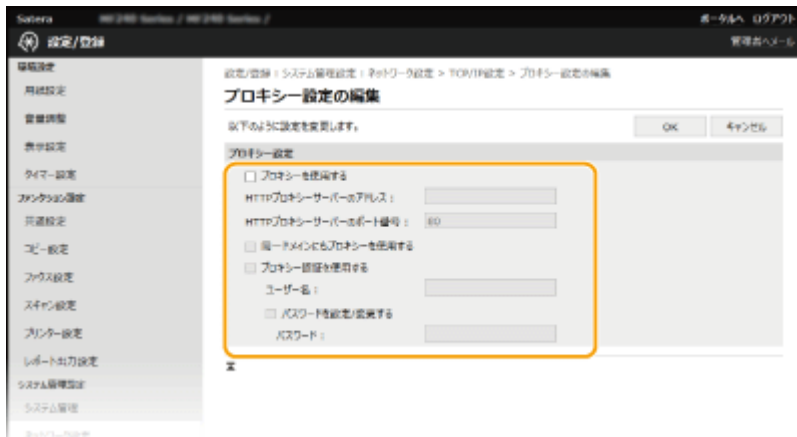 Satera
ポータルへ ログアウト
設定/登録
管理者へメール
環境設定
用紙設定
音量調整
表示設定
タイマー設定
ファンクション設定
共通設定
コピー設定
ファクス設定
スキャン設定
プリンター設定
レポート出力設定
システム管理設定
システム管理
ネットワーク設定
設定/登録 : システム管理設定 : ネットワーク設定 > TCP/IP設定 > プロキシー設定の編集
プロキシー設定の編集
以下のように設定を変更します。
OK キャンセル
プロキシー設定
プロキシーを使用する
HTTPプロキシーサーバーのアドレス :
HTTPプロキシーサーバーのポート番号 : 80
同一ドメインにもプロキシーを使用する
プロキシー認証を使用する
ユーザー名 :
パスワードを設定/変更する
パスワード :